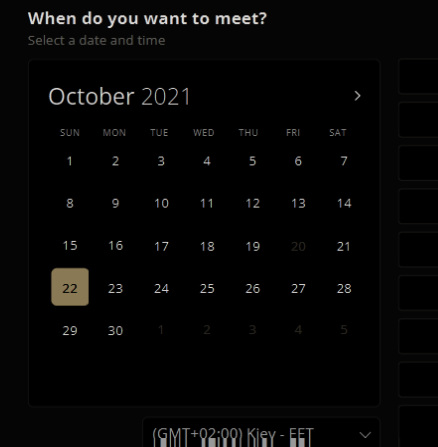 When do you want to meet?
Select a date and time
October 2021
SUN MON TUE WED THU FRI SAT
1 2 3 4 5 6 7
8 9 10 11 12 13 14
15 16 17 18 19 20 21
22 23 24 25 26 27 28
29 30 1 2 3 4 5
(GMT+02:00) Kiev - EET